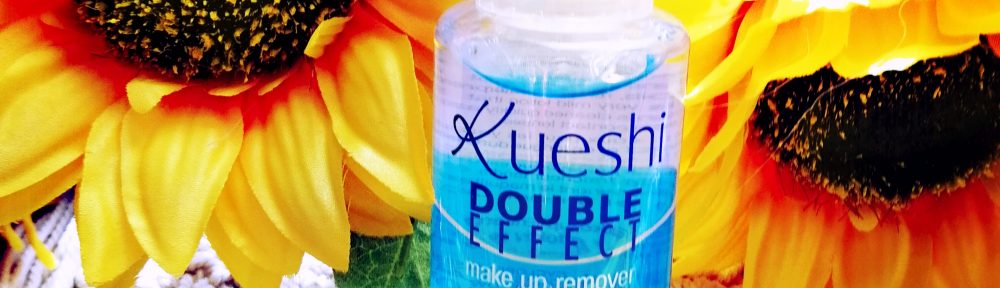 Kueshi
DOUBLE
EFFECT
make up remover